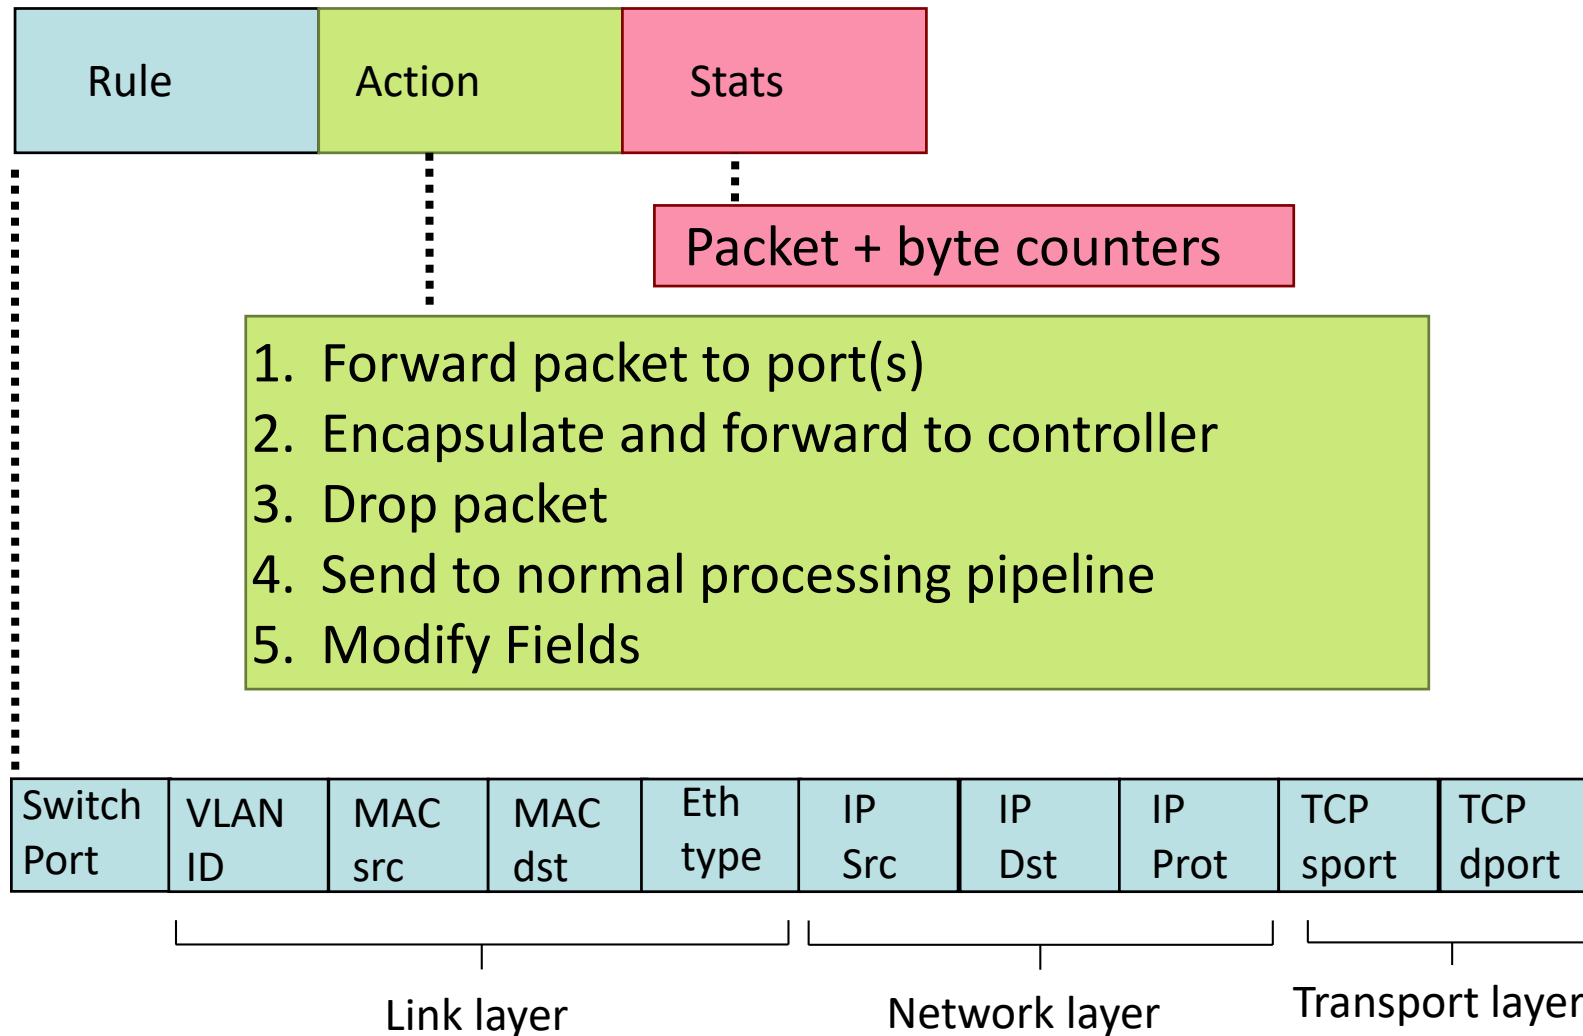 Rule
Action
Stats
Packet + byte counters
1. Forward packet to port(s)
2. Encapsulate and forward to controller
3. Drop packet
4. Send to normal processing pipeline
5. Modify Fields
Switch
Port
VLAN
ID
MAC
src
MAC
dst
Eth
type
IP
Src
IP
Dst
IP
Prot
TCP
sport
TCP
dport
Link layer
Network layer
Transport layer